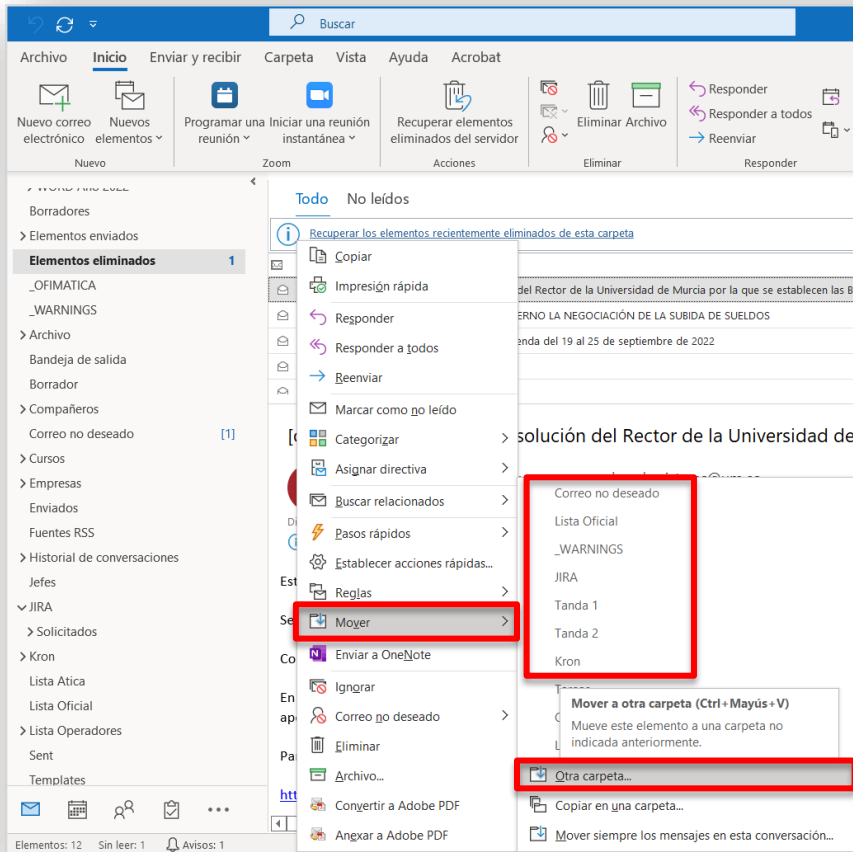 Buscar
Archivo Inicio Enviar y recibir Carpeta Vista Ayuda Acrobat
Nuevo correo electrónico
Nuevos elementos
Nuevo
Programar una reunión
Iniciar una reunión instantánea
Zoom
Recuperar elementos eliminados del servidor
Acciones
Eliminar Archivo
Eliminar
Responder
Responder a todos
Reenviar
Responder
Borradores
Elementos enviados
Elementos eliminados 1
_OFIMATICA
_WARNINGS
Archivo
Bandeja de salida
Borrador
Compañeros
Correo no deseado [1]
Cursos
Empresas
Enviados
Fuentes RSS
Historial de conversaciones
Jefes
JIRA
Solicitados
Kron
Lista Atica
Lista Oficial
Lista Operadores
Sent
Templates
Elementos: 12 Sin leer: 1 Avisos: 1
Todo No leídos
Recuperar los elementos recientemente eliminados de esta carpeta
del Rector de la Universidad de Murcia por la que se establecen las B
LA NEGOCIACIÓN DE LA SUBIDA DE SUELDOS
del 19 al 25 de septiembre de 2022
del Rector de la Universidad de
Copiar
Impresión rápida
Responder
Responder a todos
Reenviar
Marcar como no leído
Categorizar
Asignar directiva
Buscar relacionados
Pasos rápidos
Establecer acciones rápidas...
Reglas
Mover
Enviar a OneNote
Ignorar
Correo no deseado
Eliminar
Archivo...
Convertir a Adobe PDF
Anexar a Adobe PDF
Correo no deseado
Lista Oficial
_WARNINGS
JIRA
Tanda 1
Tanda 2
Kron
Mover a otra carpeta (Ctrl+Mayús+V)
Mueve este elemento a una carpeta no
indicada anteriormente.
Otra carpeta...
Copiar en una carpeta...
Mover siempre los mensajes en esta conversación...